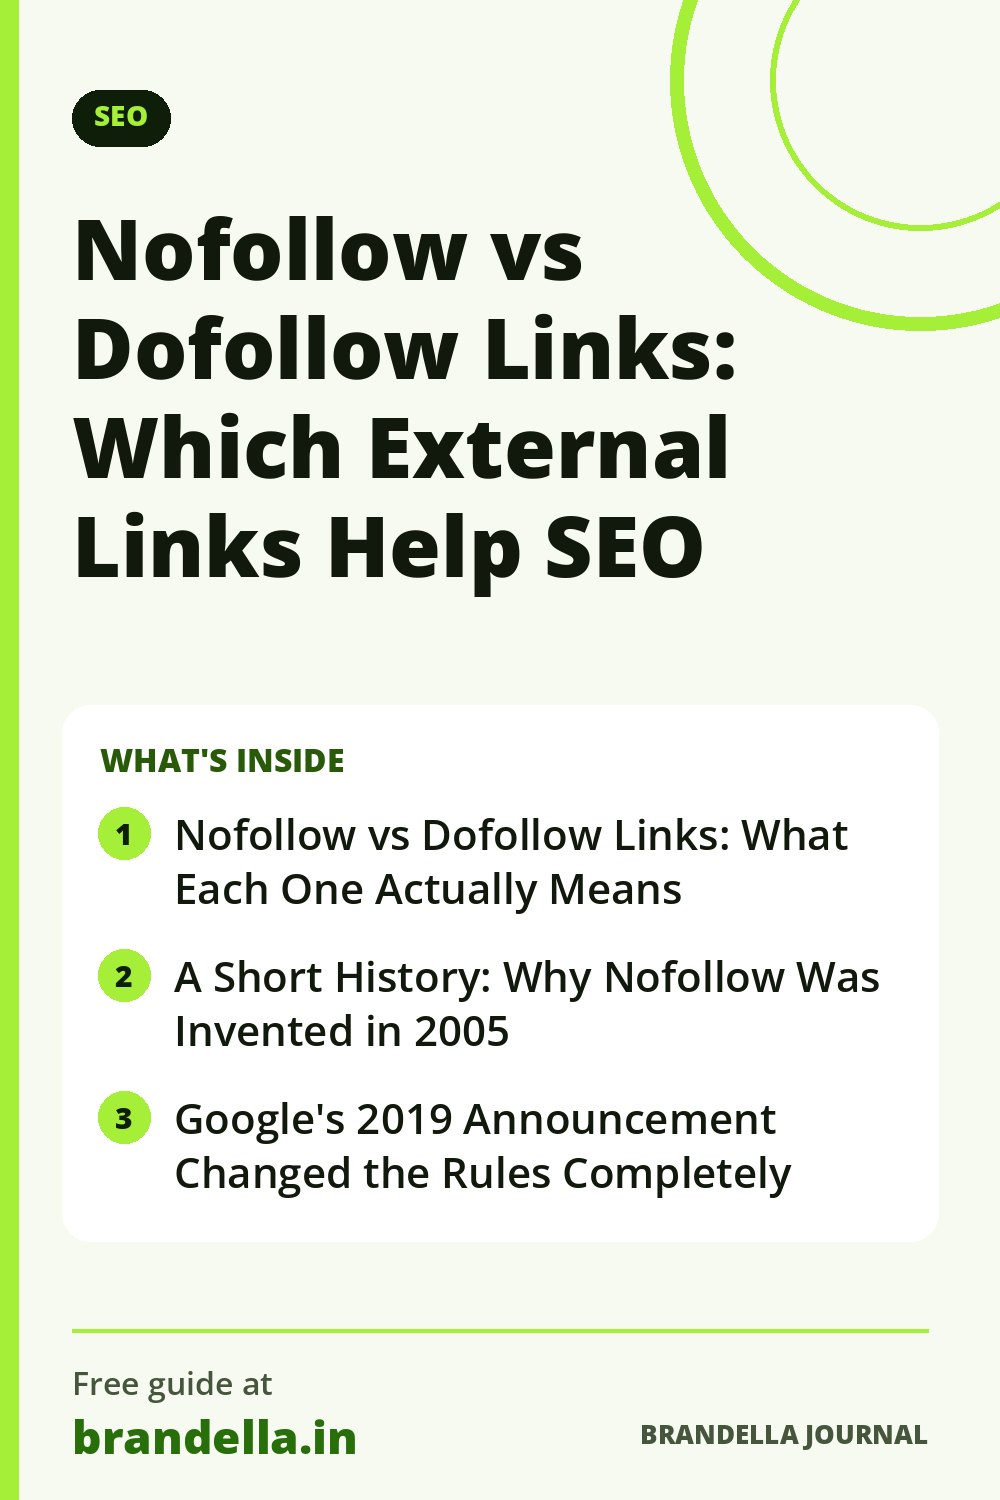 SEO
Nofollow vs
Dofollow Links:
Which External
Links Help SEO
WHAT'S INSIDE
1 Nofollow vs Dofollow Links: What
Each One Actually Means
2 A Short History: Why Nofollow Was
Invented in 2005
3 Google's 2019 Announcement
Changed the Rules Completely
Free guide at
brandella.in
BRANDELLA JOURNAL